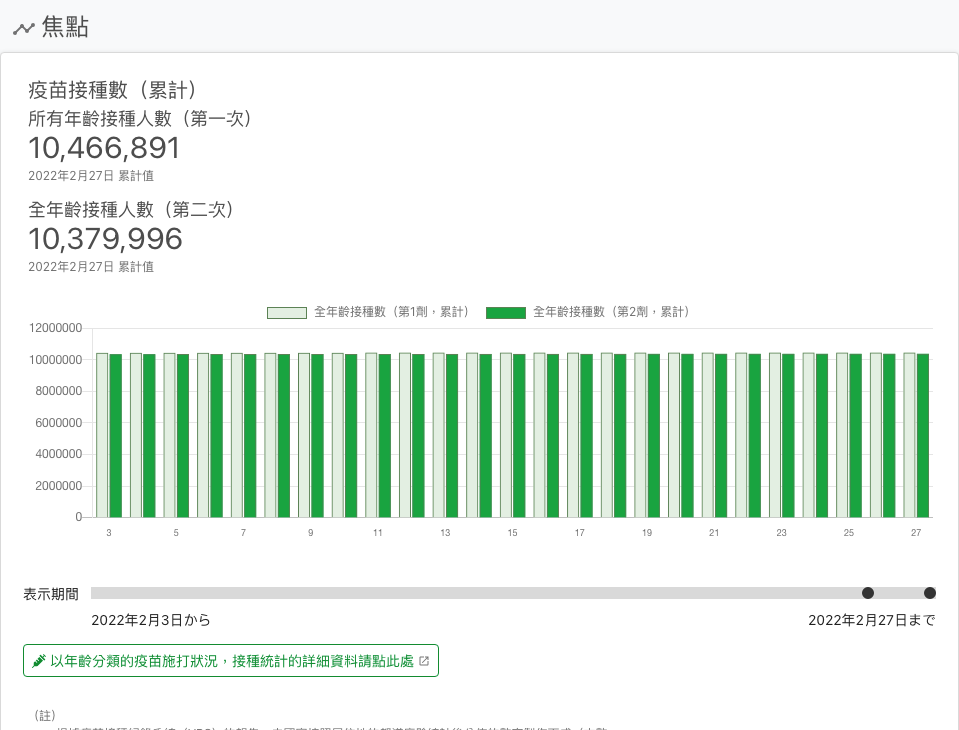 焦點
疫苗接種數（累計）
所有年齡接種人數（第一次）
10,466,891
2022年2月27日 累計值
全年齡接種人數（第二次）
10,379,996
2022年2月27日 累計值
全年齡接種數（第1劑，累計） 全年齡接種數（第2劑，累計）
12000000
10000000
8000000
6000000
4000000
2000000
0
3 5 7 9 11 13 15 17 19 21 23 25 27
表示期間
2022年2月3日から 2022年2月27日まで
以年齡分類的疫苗施打狀況，接種統計的詳細資料請點此處
（註）